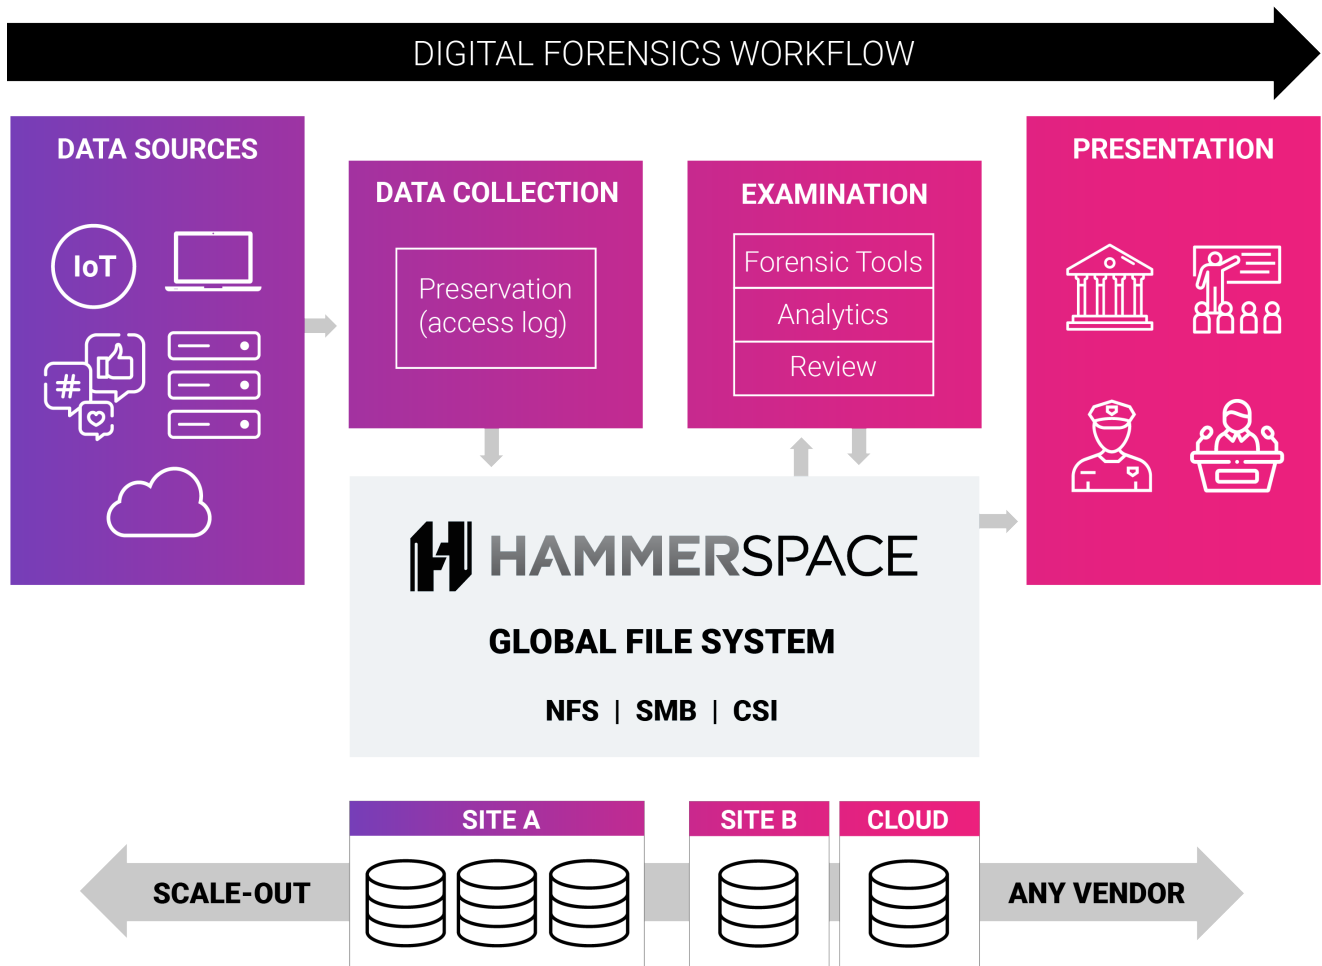 DIGITAL FORENSICS WORKFLOW
DATA SOURCES
IoT
#
DATA COLLECTION
Preservation
(access log)
EXAMINATION
Forensic Tools
Analytics
Review
PRESENTATION
HAMMERSPACE
GLOBAL FILE SYSTEM
NFS | SMB | CSI
SITE A
SITE B
CLOUD
SCALE-OUT
ANY VENDOR